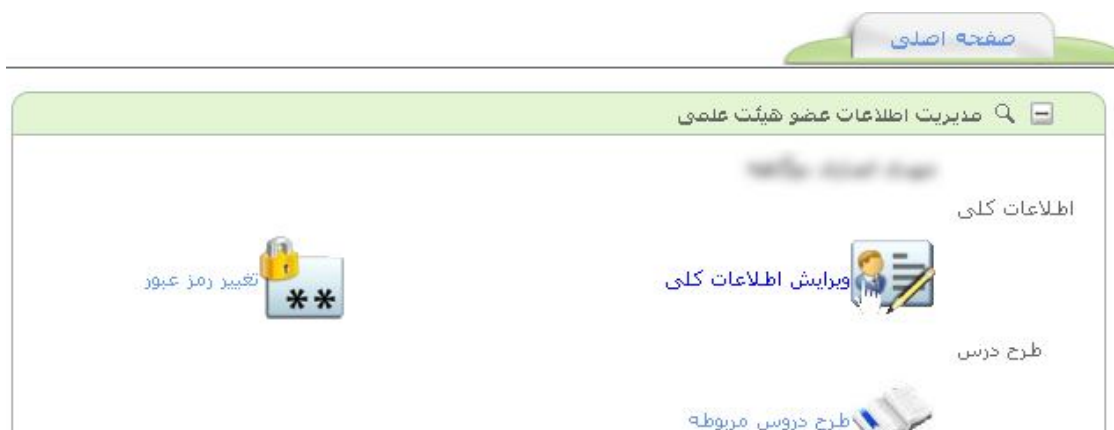 صفحه اصلی
مدیریت اطلاعات عضو هیئت علمی
اطلاعات کلی
ویرایش اطلاعات کلی
تغییر رمز عبور
**
طرح درس
طرح دروس مربوطه